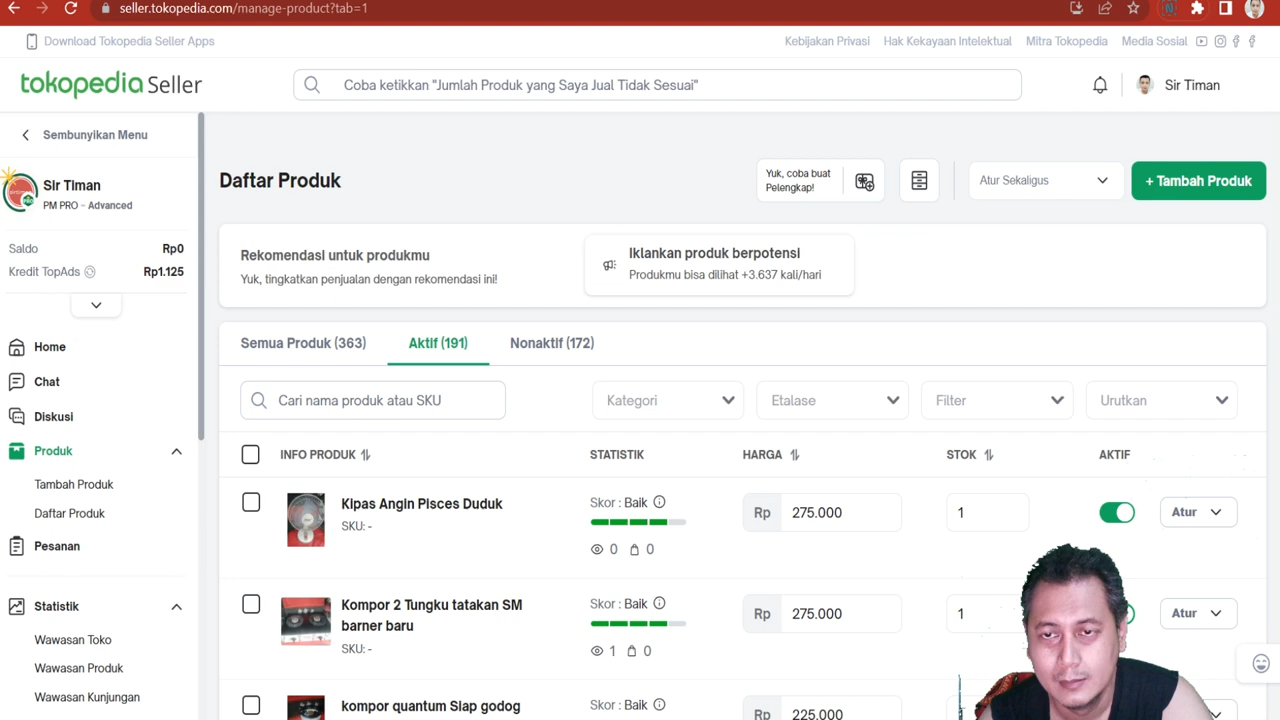 seller.tokopedia.com/manage-product?tab=1
Download Tokopedia Seller Apps
Kebijakan Privasi Hak Kekayaan Intelektual Mitra Tokopedia Media Sosial
tokopedia Seller
Coba ketikkan "Jumlah Produk yang Saya Jual Tidak Sesuai"
Sir Timan
Sembunyikan Menu
Sir Timan
PM PRO - Advanced
Saldo Rp0
Kredit TopAds Rp1.125
Home
Chat
Diskusi
Produk
Tambah Produk
Daftar Produk
Pesanan
Statistik
Wawasan Toko
Wawasan Produk
Wawasan Kunjungan
Daftar Produk
Yuk, coba buat
Pelengkap!
Atur Sekaligus
+ Tambah Produk
Rekomendasi untuk produkmu
Yuk, tingkatkan penjualan dengan rekomendasi ini!
Iklankan produk berpotensi
Produkmu bisa dilihat +3.637 kali/hari
Semua Produk (363) Aktif (191) Nonaktif (172)
Cari nama produk atau SKU
Kategori Etalase Filter Urutkan
INFO PRODUK STATISTIK HARGA STOK AKTIF
Kipas Angin Pisces Duduk
SKU: -
Skor : Baik
0 0
Rp 275.000
1
Atur
Kompor 2 Tungku tatakan SM
barner baru
SKU: -
Skor : Baik
1 0
Rp 275.000
1
Atur
kompor quantum Siap godog
Skor : Baik
Rp 225.000